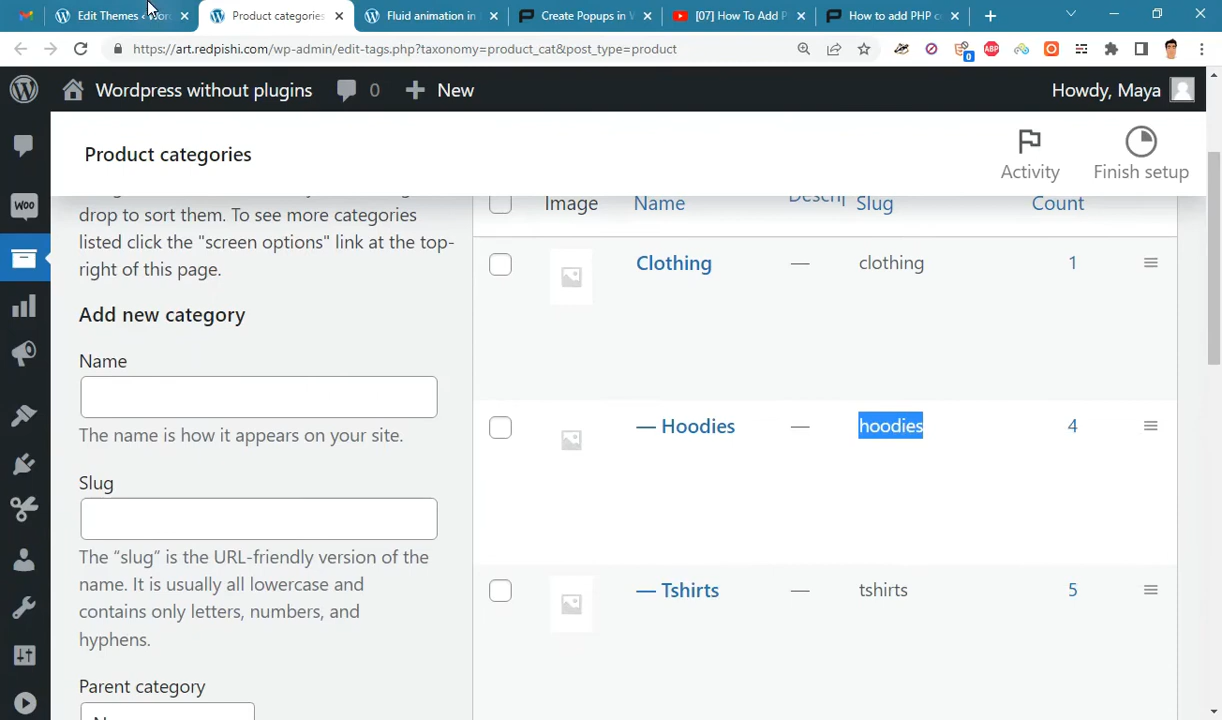 Edit Themes ‹ Wor
Product categories
Fluid animation in
Create Popups in
[07] How To Add P
How to add PHP c
https://art.redpishi.com/wp-admin/edit-tags.php?taxonomy=product_cat&post_type=product
0
ABP
Wordpress without plugins
0
New
Howdy, Maya
Product categories
Activity
Finish setup
Woo
drop to sort them. To see more categories
listed click the "screen options" link at the top-
right of this page.
Add new category
Name
The name is how it appears on your site.
Slug
The “slug” is the URL-friendly version of the
name. It is usually all lowercase and
contains only letters, numbers, and
hyphens.
Parent category
Image
Name
Slug
Count
Clothing
—
clothing
1
— Hoodies
—
hoodies
4
— Tshirts
—
tshirts
5